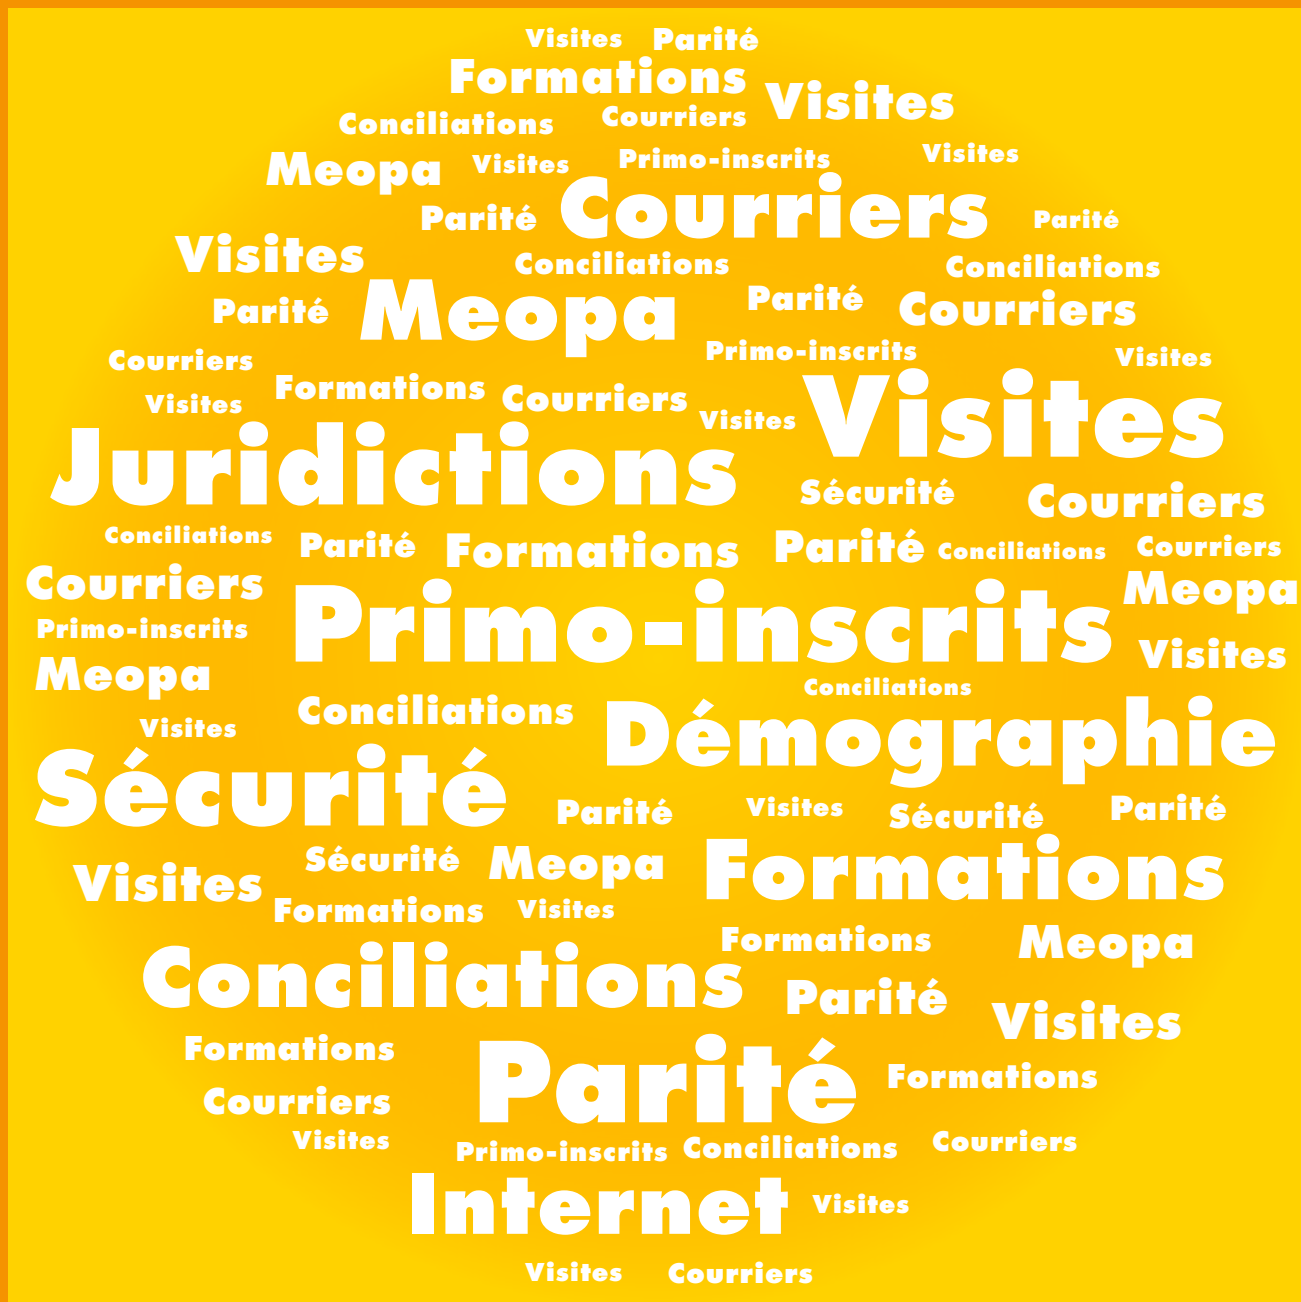 Visites Parité
Formations Visites
Conciliations Courriers
Meopa Visites Primo-inscrits Visites
Parité Courriers Parité
Visites Conciliations Conciliations
Parité Meopa Parité Courriers
Courriers Primo-inscrits Visites
Visites Formations Courriers Visites Visites
Juridictions Sécurité Courriers
Conciliations Parité Formations Parité Conciliations Courriers
Courriers Primo-inscrits Meopa
Primo-inscrits Visites
Meopa Conciliations
Visites Conciliations Démographie
Sécurité Parité Visites Sécurité Parité
Visites Sécurité Meopa Formations
Formations Visites
Formations Meopa
Conciliations Parité Visites
Formations Parité Formations
Courriers
Visites Primo-inscrits Conciliations Courriers
Internet Visites
Visites Courriers